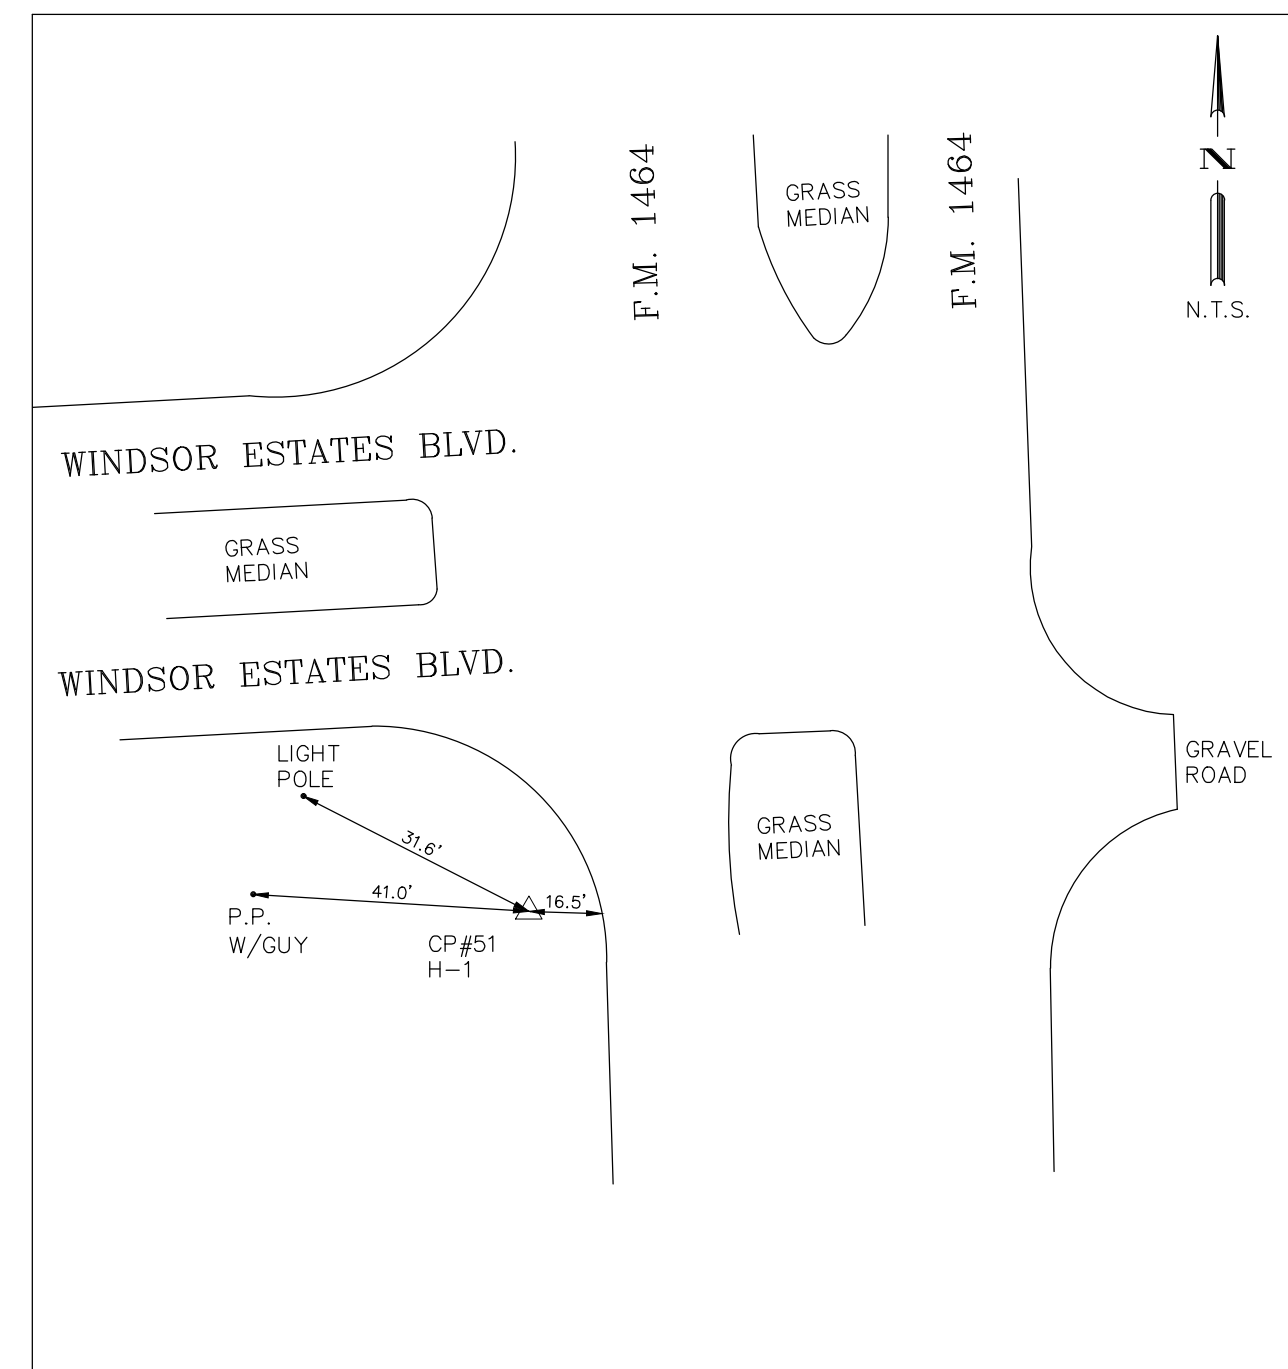 F.M. 1464
GRASS
MEDIAN
F.M. 1464
N
N.T.S.
WINDSOR ESTATES BLVD.
GRASS
MEDIAN
WINDSOR ESTATES BLVD.
LIGHT
POLE
GRAVEL
ROAD
31.6'
GRASS
MEDIAN
41.0'
16.5'
P.P.
W/GUY
CP#51
H-1